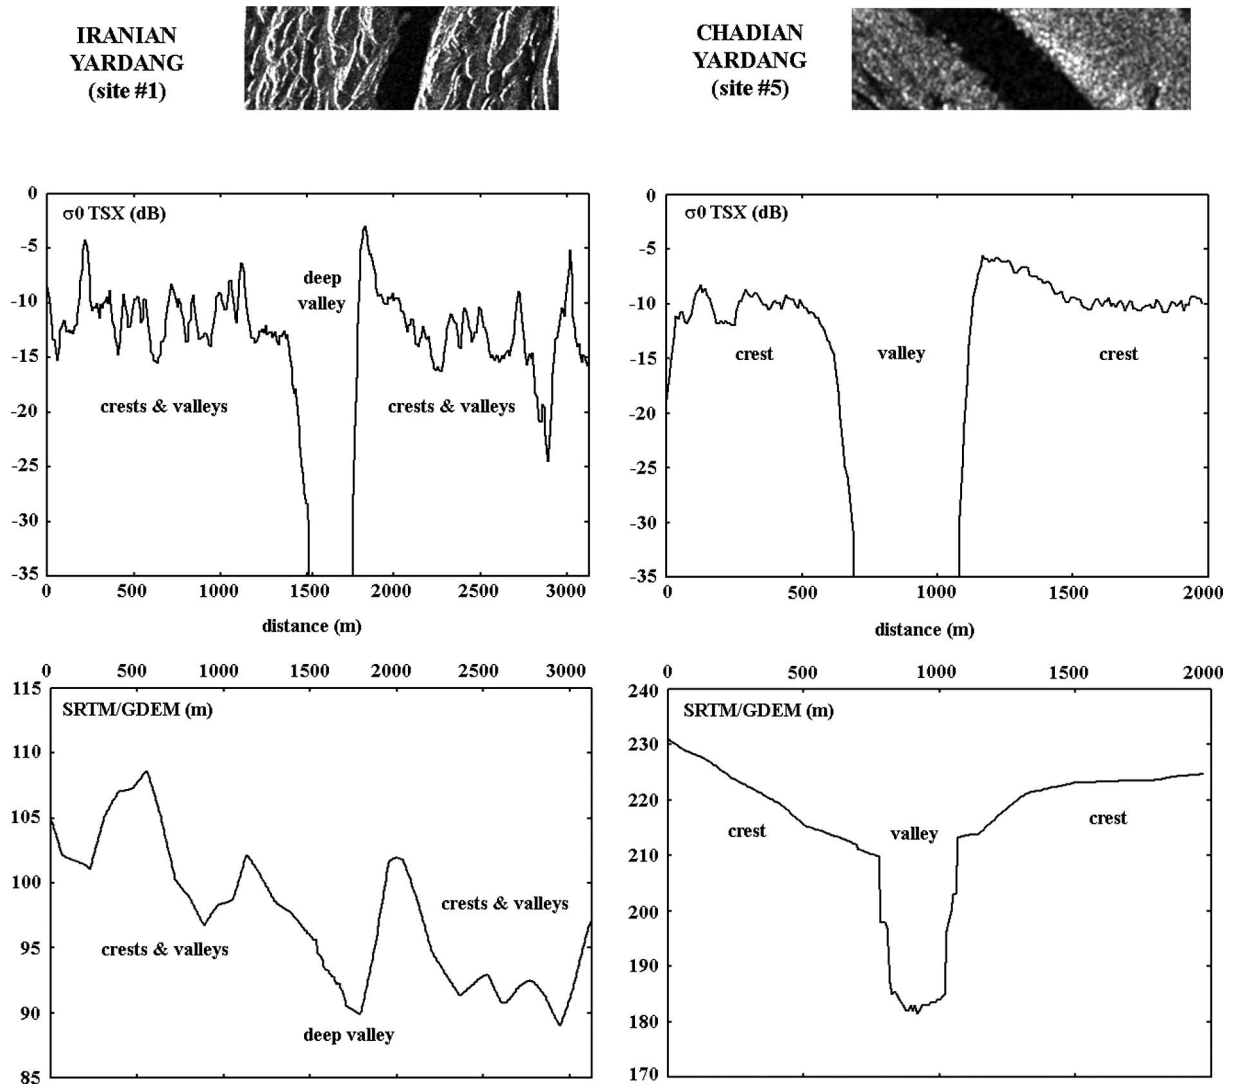 IRANIAN
YARDANG
(site #1)
CHADIAN
YARDANG
(site #5)
0
-5
-10
-15
-20
-25
-30
-35
σ0 TSX (dB)
deep
valley
crests & valleys
crests & valleys
0 500 1000 1500 2000 2500 3000
distance (m)
0
-5
-10
-15
-20
-25
-30
-35
σ0 TSX (dB)
crest
valley
crest
0 500 1000 1500 2000
distance (m)
0 500 1000 1500 2000 2500 3000
115
110
105
100
95
90
85
SRTM/GDEM (m)
crests & valleys
crests & valleys
deep valley
0 500 1000 1500 2000
240
230
220
210
200
190
180
170
SRTM/GDEM (m)
crest
valley
crest